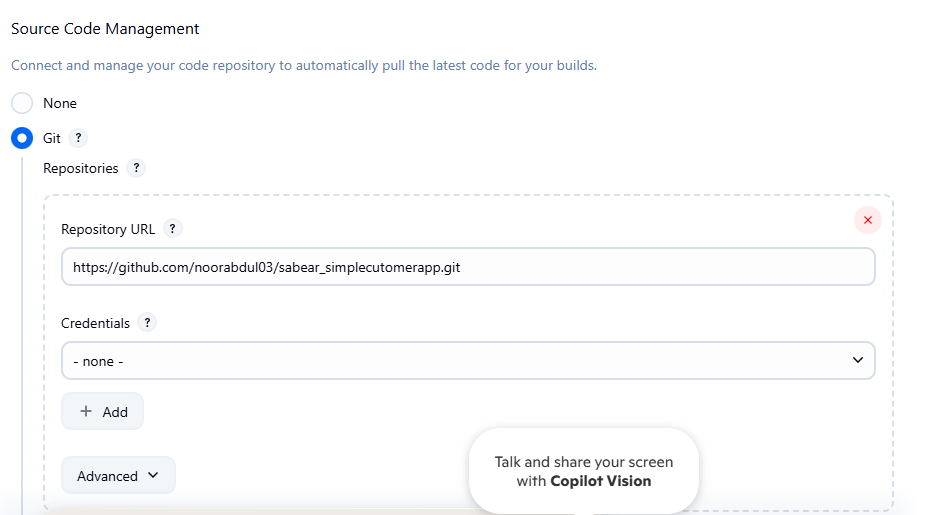 Source Code Management
Connect and manage your code repository to automatically pull the latest code for your builds.
None
Git ?
Repositories ?
Repository URL ?
https://github.com/noorabdul03/sabear_simplecutomerapp.git
Credentials ?
- none -
+ Add
Advanced
Talk and share your screen
with Copilot Vision